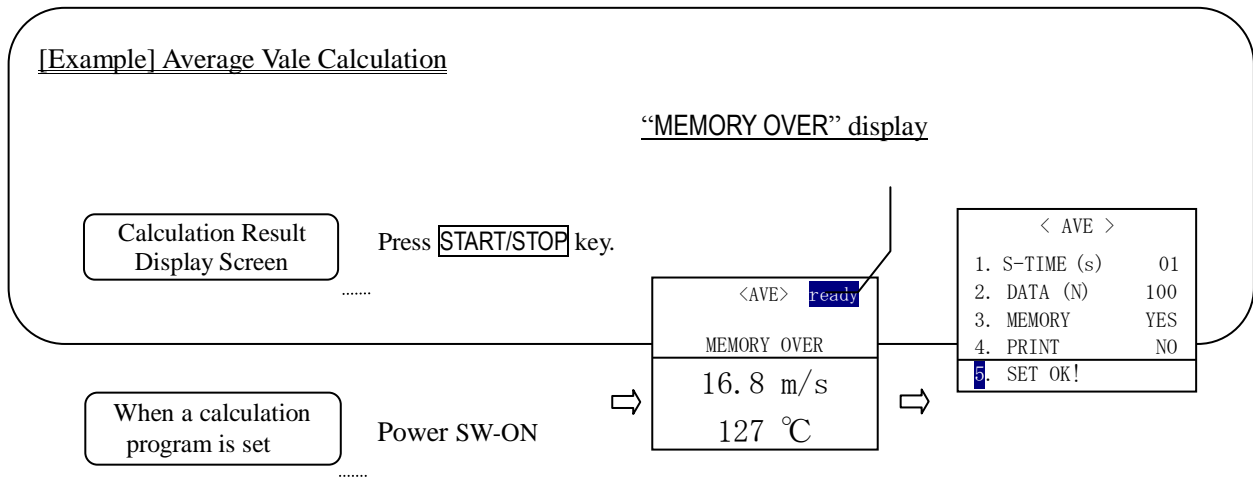 [Example] Average Vale Calculation
“MEMORY OVER” display
Calculation Result
Display Screen
.......
Press START/STOP key.
<AVE> ready
MEMORY OVER
16.8 m/s
127 ℃
< AVE >
1. S-TIME (s) 01
2. DATA (N) 100
3. MEMORY YES
4. PRINT NO
5. SET OK!
When a calculation
program is set
.......
Power SW-ON